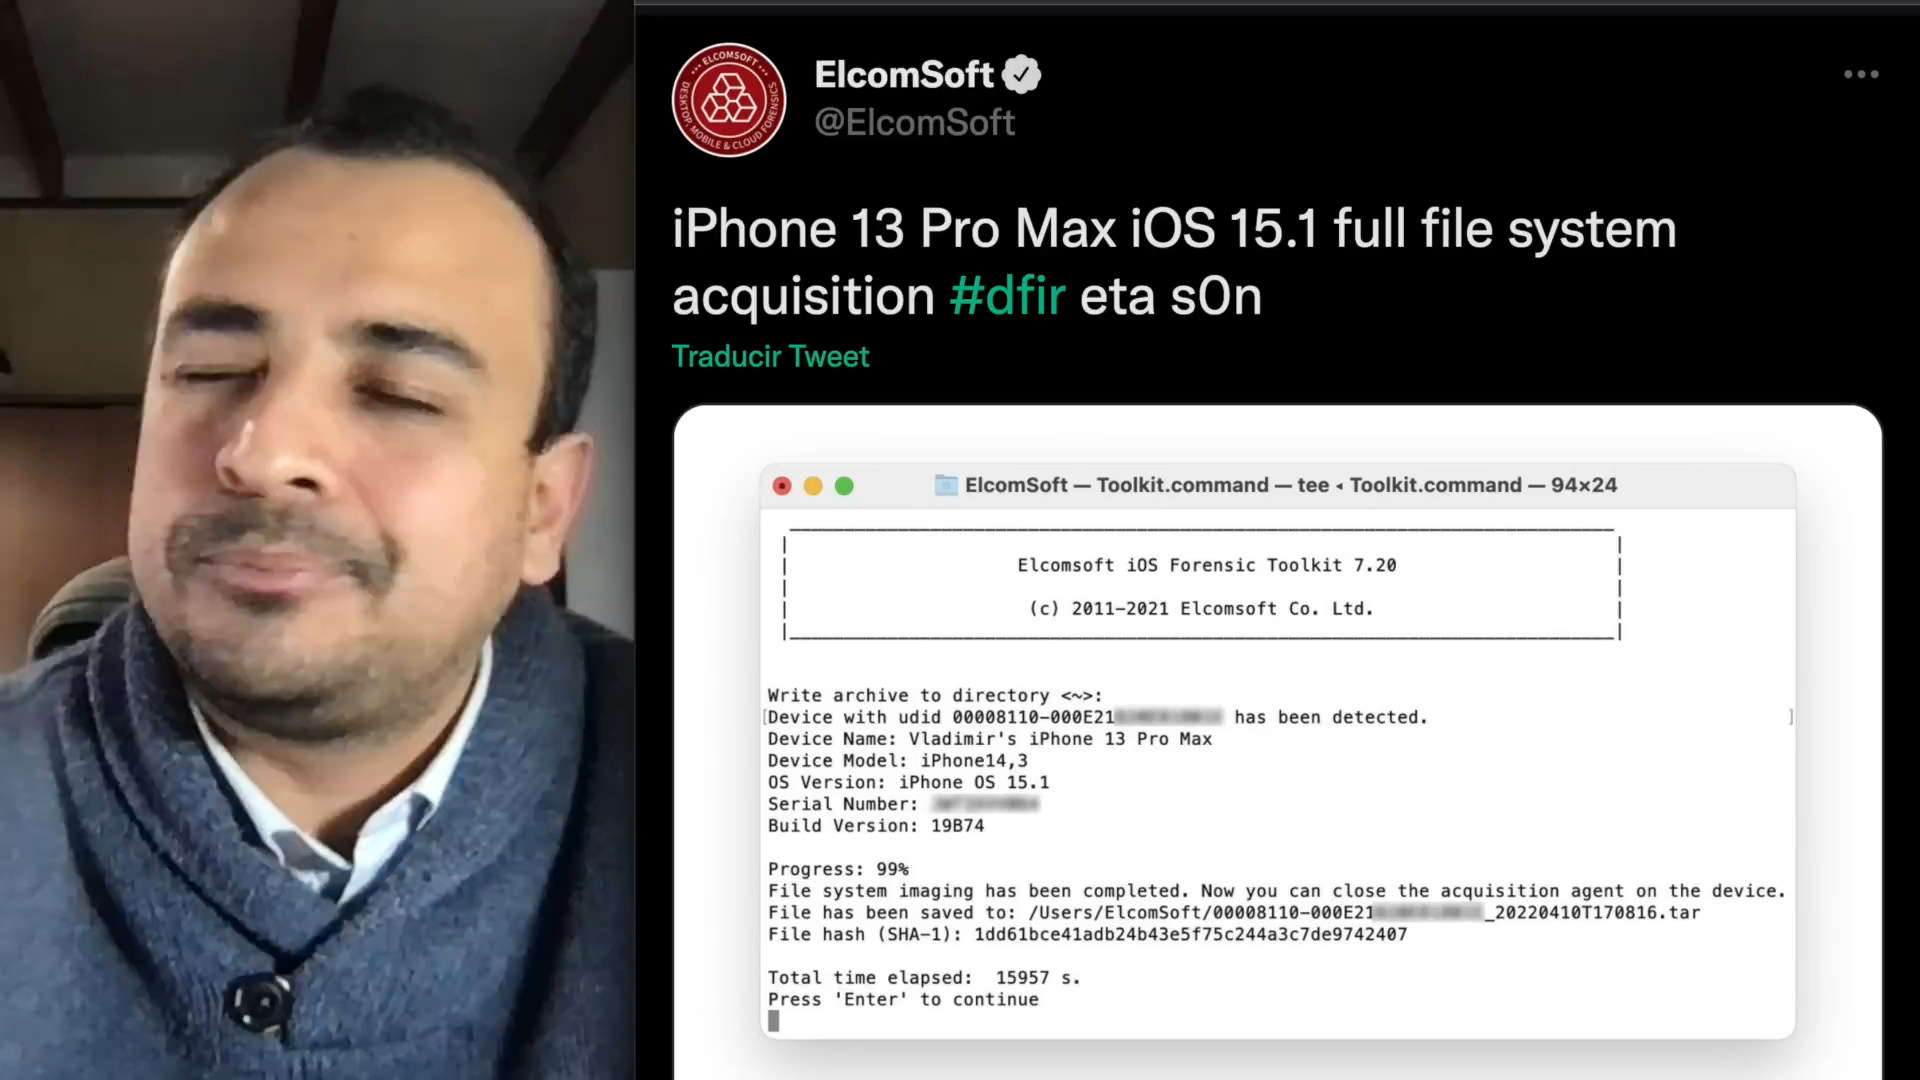 ELCOMSOFT
DESKTOP, MOBILE & CLOUD FORENSICS
ElcomSoft
@ElcomSoft
iPhone 13 Pro Max iOS 15.1 full file system
acquisition #dfir eta s0n
Traducir Tweet
ElcomSoft — Toolkit.command — tee ◂ Toolkit.command — 94×24
Elcomsoft iOS Forensic Toolkit 7.20
(c) 2011-2021 Elcomsoft Co. Ltd.
Write archive to directory <~>:
[Device with udid 00008110-000E21 has been detected. ]
Device Name: Vladimir's iPhone 13 Pro Max
Device Model: iPhone14,3
OS Version: iPhone OS 15.1
Serial Number:
Build Version: 19B74
Progress: 99%
File system imaging has been completed. Now you can close the acquisition agent on the device.
File has been saved to: /Users/ElcomSoft/00008110-000E21 _20220410T170816.tar
File hash (SHA-1): 1dd61bce41adb24b43e5f75c244a3c7de9742407
Total time elapsed: 15957 s.
Press 'Enter' to continue